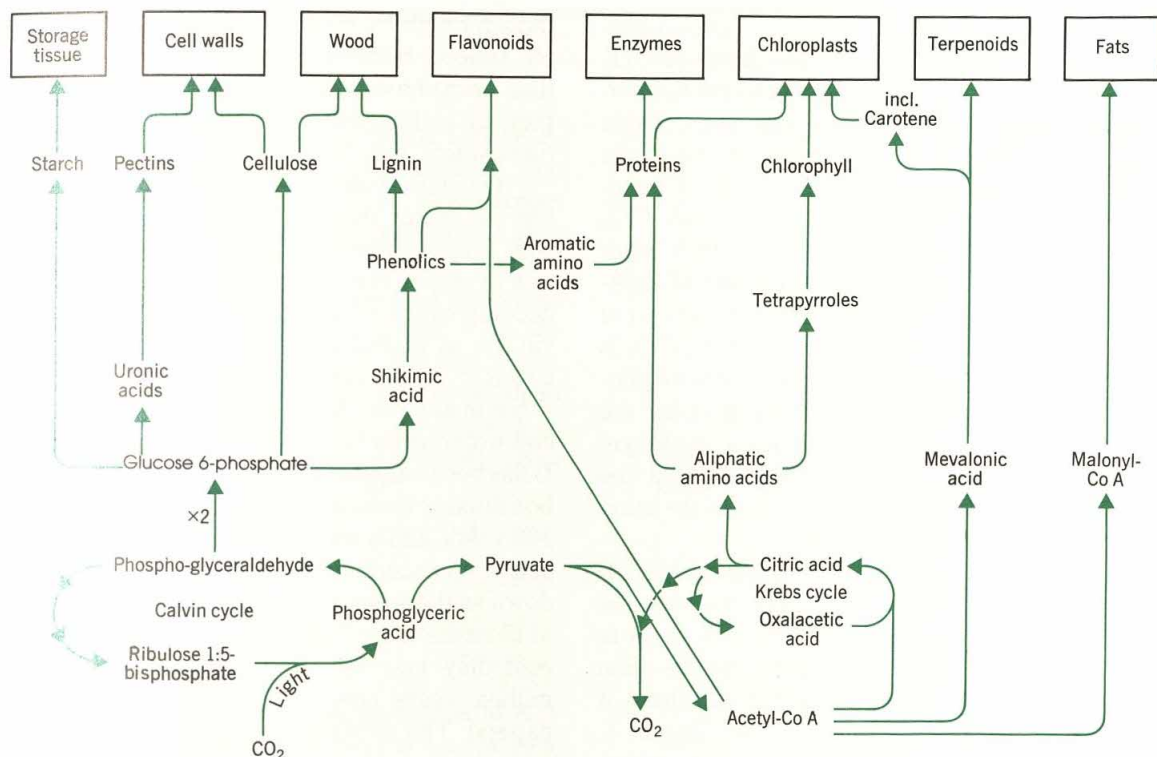 Storage
tissue
Cell walls
Wood
Flavonoids
Enzymes
Chloroplasts
Terpenoids
Fats
incl.
Carotene
Starch
Pectins
Cellulose
Lignin
Proteins
Chlorophyll
Phenolics
Aromatic
amino
acids
Tetrapyrroles
Uronic
acids
Shikimic
acid
Glucose 6-phosphate
Aliphatic
amino acids
Mevalonic
acid
Malonyl-
Co A
×2
Phospho-glyceraldehyde
Pyruvate
Citric acid
Calvin cycle
Phosphoglyceric
acid
Krebs cycle
Oxalacetic
acid
Ribulose 1:5-
bisphosphate
Light
CO₂
CO₂
Acetyl-Co A